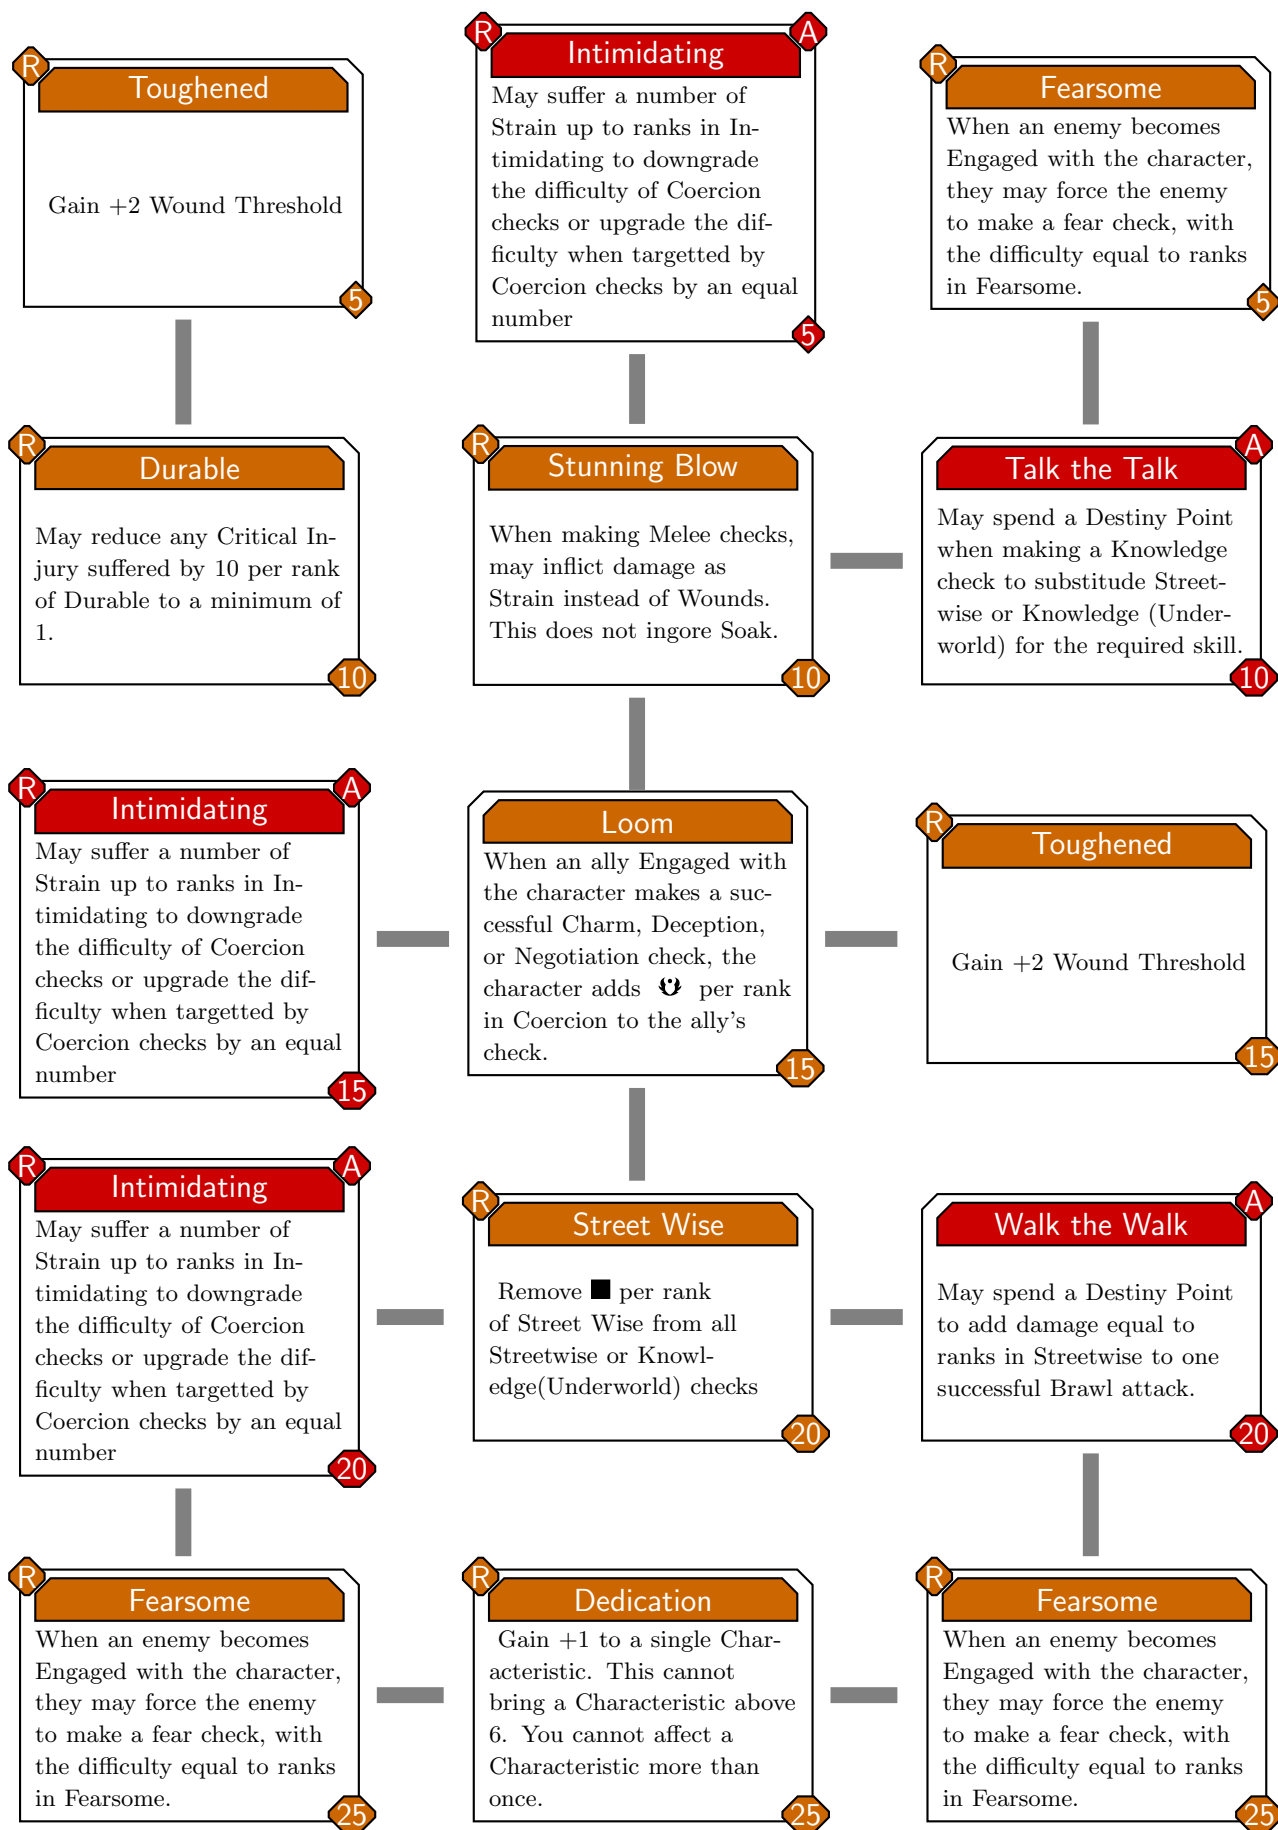 R
Toughened
Gain +2 Wound Threshold
5
R
A
Intimidating
May suffer a number of
Strain up to ranks in In-
timidating to downgrade
the difficulty of Coercion
checks or upgrade the dif-
ficulty when targetted by
Coercion checks by an equal
number
5
R
Fearsome
When an enemy becomes
Engaged with the character,
they may force the enemy
to make a fear check, with
the difficulty equal to ranks
in Fearsome.
5
R
Durable
May reduce any Critical In-
jury suffered by 10 per rank
of Durable to a minimum of
1.
10
R
Stunning Blow
When making Melee checks,
may inflict damage as
Strain instead of Wounds.
This does not ingore Soak.
10
A
Talk the Talk
May spend a Destiny Point
when making a Knowledge
check to substitude Street-
wise or Knowledge (Under-
world) for the required skill.
10
R
A
Intimidating
May suffer a number of
Strain up to ranks in In-
timidating to downgrade
the difficulty of Coercion
checks or upgrade the dif-
ficulty when targetted by
Coercion checks by an equal
number
15
Loom
When an ally Engaged with
the character makes a suc-
cessful Charm, Deception,
or Negotiation check, the
character adds per rank
in Coercion to the ally's
check.
15
R
Toughened
Gain +2 Wound Threshold
15
R
A
Intimidating
May suffer a number of
Strain up to ranks in In-
timidating to downgrade
the difficulty of Coercion
checks or upgrade the dif-
ficulty when targetted by
Coercion checks by an equal
number
20
R
Street Wise
Remove ■ per rank
of Street Wise from all
Streetwise or Knowl-
edge(Underworld) checks
20
A
Walk the Walk
May spend a Destiny Point
to add damage equal to
ranks in Streetwise to one
successful Brawl attack.
20
R
Fearsome
When an enemy becomes
Engaged with the character,
they may force the enemy
to make a fear check, with
the difficulty equal to ranks
in Fearsome.
25
R
Dedication
Gain +1 to a single Char-
acteristic. This cannot
bring a Characteristic above
6. You cannot affect a
Characteristic more than
once.
25
R
Fearsome
When an enemy becomes
Engaged with the character,
they may force the enemy
to make a fear check, with
the difficulty equal to ranks
in Fearsome.
25